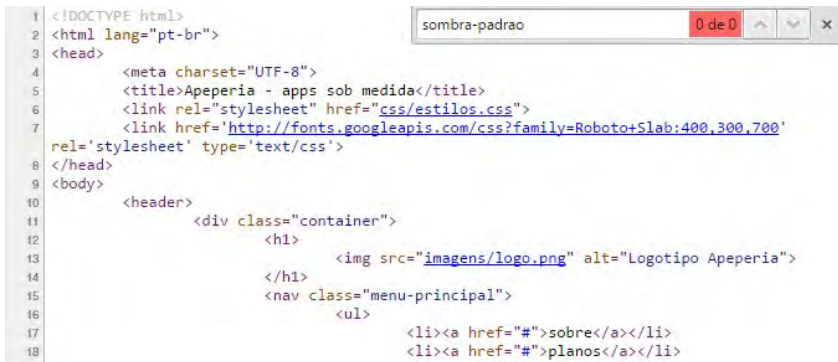 sombra-padrao 0 de 0 ×
1 <!DOCTYPE html>
2 <html lang="pt-br">
3 <head>
4 <meta charset="UTF-8">
5 <title>Apeperia - apps sob medida</title>
6 <link rel="stylesheet" href="css/estilos.css">
7 <link href='http://fonts.googleapis.com/css?family=Roboto+Slab:400,300,700'
rel='stylesheet' type='text/css'>
8 </head>
9 <body>
10 <header>
11 <div class="container">
12 <h1>
13 <img src="imagens/logo.png" alt="Logotipo Apeperia">
14 </h1>
15 <nav class="menu-principal">
16 <ul>
17 <li><a href="#">sobre</a></li>
18 <li><a href="#">planos</a></li>